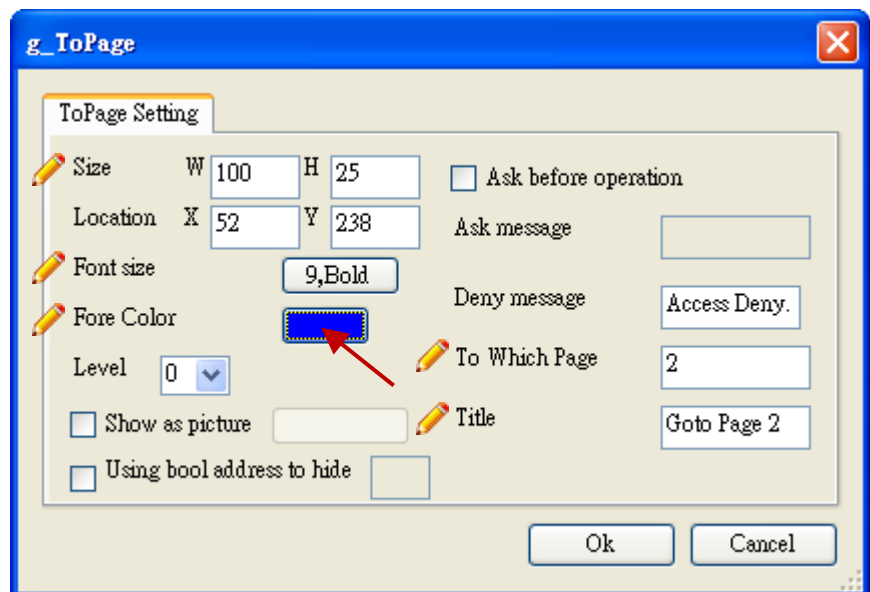 g_ToPage
ToPage Setting
Size W 100 H 25
Location X 52 Y 238
Font size 9,Bold
Fore Color
Level 0
Show as picture
Using bool address to hide
Ask before operation
Ask message
Deny message Access Deny.
To Which Page 2
Title Goto Page 2
Ok Cancel